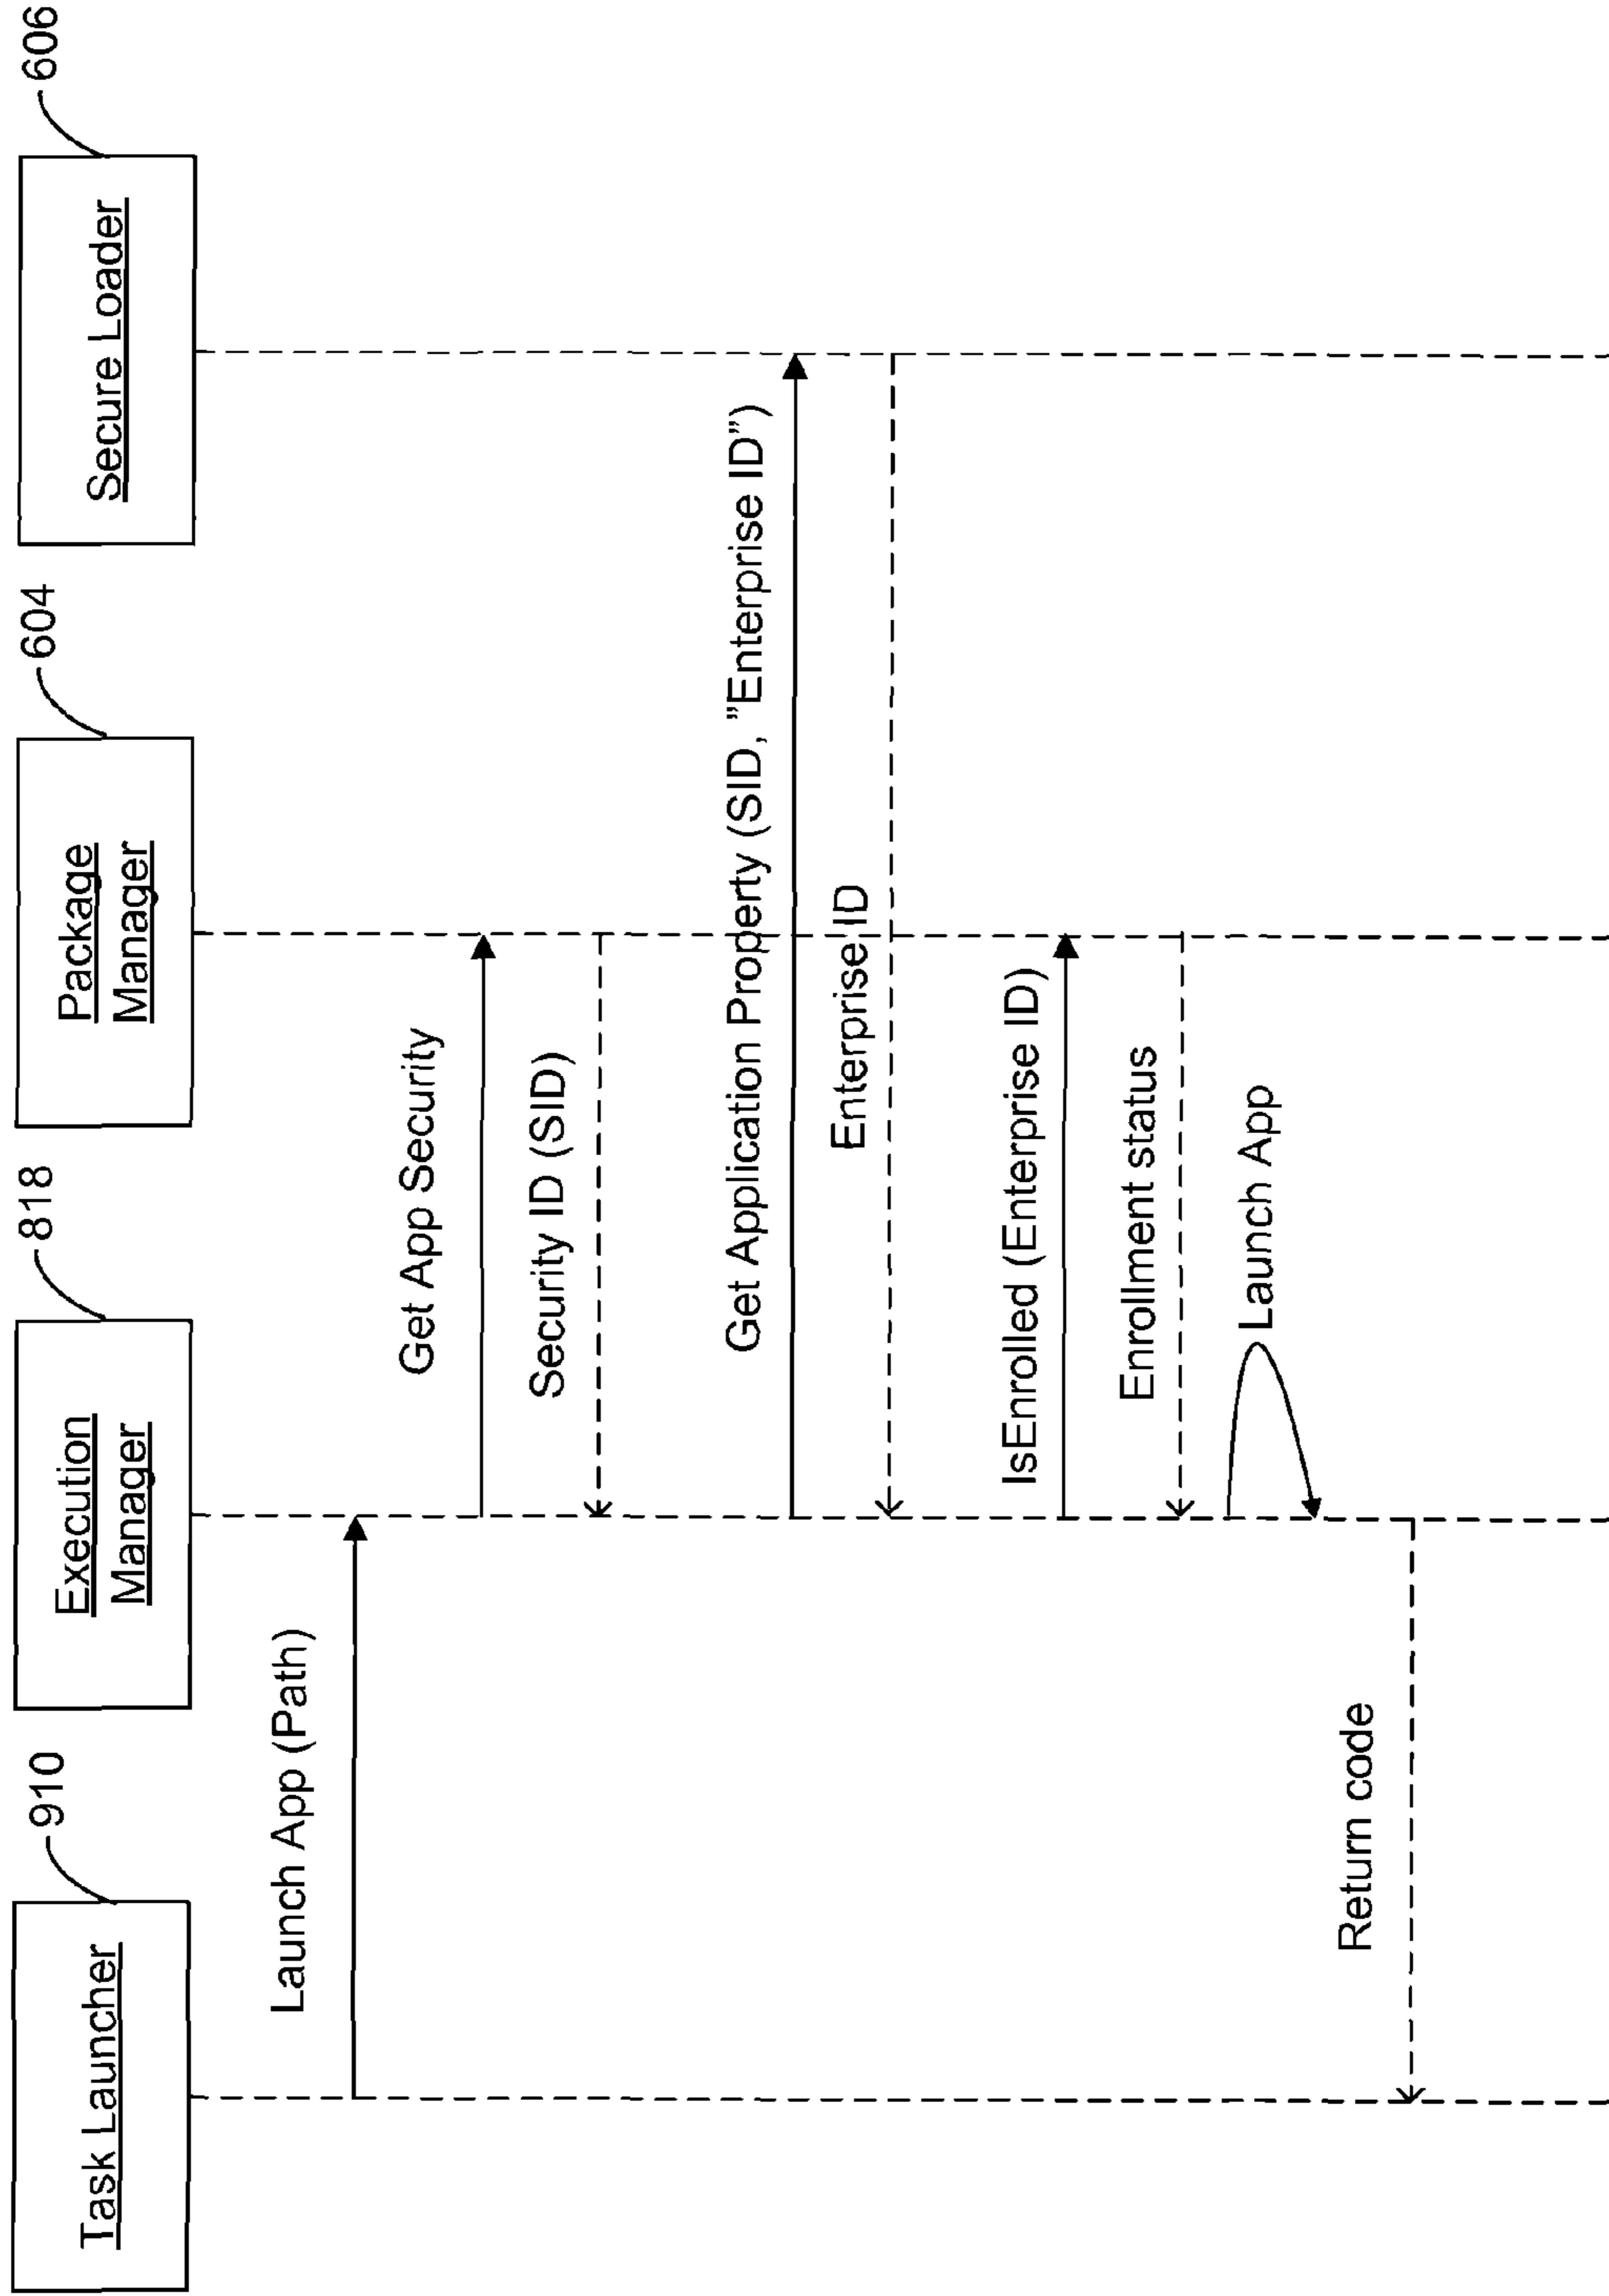 Task Launcher
910
Execution
Manager
818
Package
Manager
604
Secure Loader
606
Launch App (Path)
Get App Security
Security ID (SID)
Get Application Property (SID, ”Enterprise ID”)
Enterprise ID
IsEnrolled (Enterprise ID)
Enrollment status
Launch App
Return code